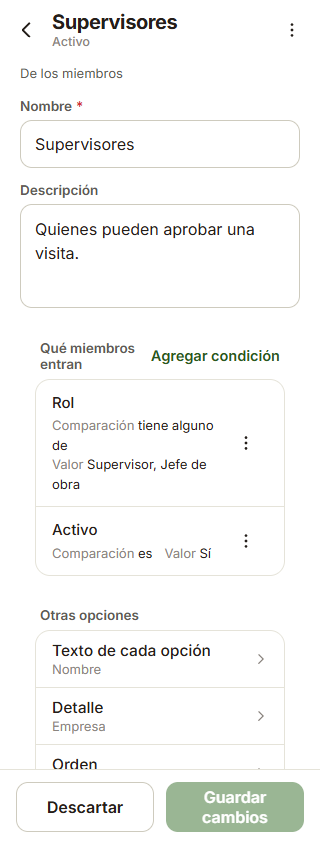 Supervisores
Activo
De los miembros
Nombre *
Supervisores
Descripción
Quienes pueden aprobar una
visita.
Qué miembros
entran
Agregar condición
Rol
Comparación tiene alguno
de
Valor Supervisor, Jefe de
obra
Activo
Comparación es Valor Sí
Otras opciones
Texto de cada opción
Nombre
Detalle
Empresa
Orden
Descartar
Guardar
cambios